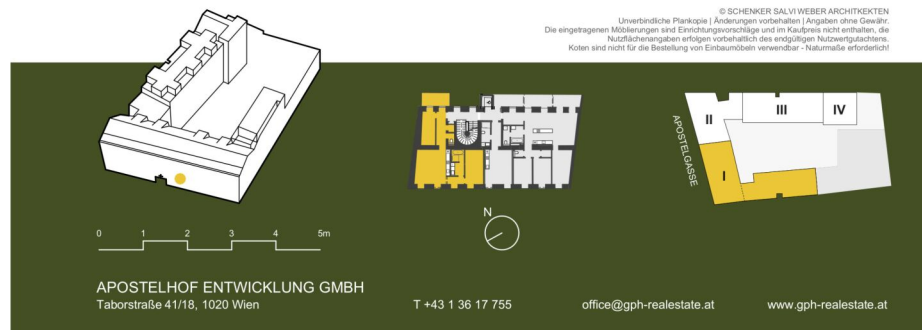 © SCHENKER SALVI WEBER ARCHITKEKTEN
Unverbindliche Plankopie | Änderungen vorbehalten | Angaben ohne Gewähr.
Die eingetragenen Möblierungen sind Einrichtungsvorschläge und im Kaufpreis nicht enthalten, die
Nutzflächenangaben erfolgen vorbehaltlich des endgültigen Nutzwertgutachtens.
Koten sind nicht für die Bestellung von Einbaumöbeln verwendbar - Naturmaße erforderlich!
II
III
IV
APOSTELGASSE
I
N
0 1 2 3 4 5m
APOSTELHOF ENTWICKLUNG GMBH
Taborstraße 41/18, 1020 Wien
T +43 1 36 17 755
office@gph-realestate.at
www.gph-realestate.at